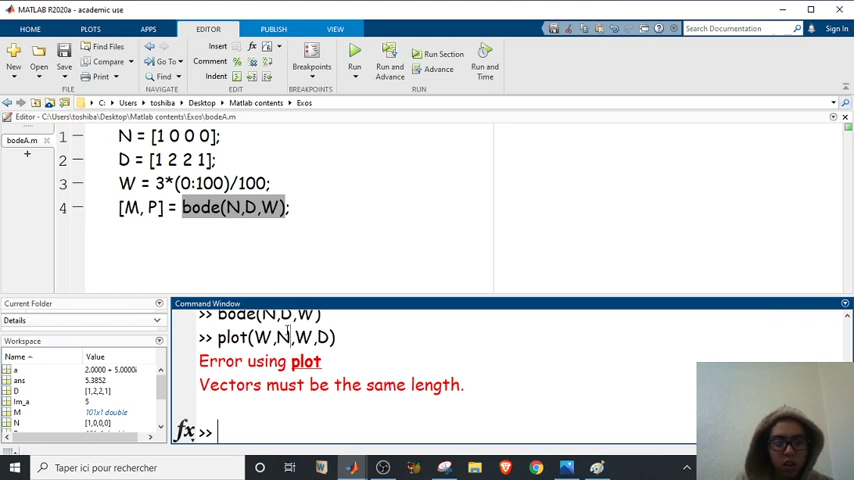 MATLAB R2020a - academic use
HOME PLOTS APPS EDITOR PUBLISH VIEW
Search Documentation Sign In
New Open Save Find Files Compare Print Go To Find
Insert fx Comment Indent
Breakpoints Run Run and Advance Run Section Advance Run and Time
FILE NAVIGATE EDIT BREAKPOINTS RUN
C: Users toshiba Desktop Matlab contents Exos
Editor - C:\Users\toshiba\Desktop\Matlab contents\Exos\bodeA.m
bodeA.m
1 N = [1 0 0 0];
2 D = [1 2 2 1];
3 W = 3*(0:100)/100;
4 [M, P] = bode(N,D,W);
Current Folder
Details
Workspace
Name Value
a 2.0000 + 5.0000i
ans 5.3852
D [1,2,2,1]
Im_a 5
M 101x1 double
N [1,0,0,0]
Command Window
>> bode(N,D,W)
>> plot(W,N,W,D)
Error using plot
Vectors must be the same length.
fx >>
Taper ici pour rechercher